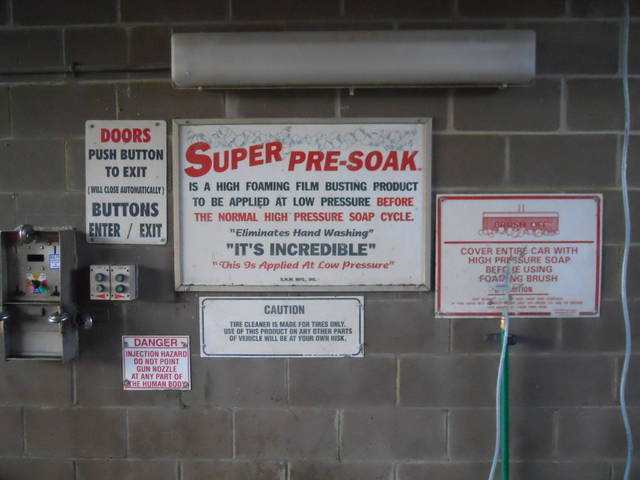 DOORS
PUSH BUTTON
TO EXIT
(WILL CLOSE AUTOMATICALLY)
BUTTONS
ENTER / EXIT
SUPER PRE-SOAK
IS A HIGH FOAMING FILM BUSTING PRODUCT
TO BE APPLIED AT LOW PRESSURE BEFORE
THE NORMAL HIGH PRESSURE SOAP CYCLE.
"Eliminates Hand Washing"
"IT'S INCREDIBLE"
"This Is Applied At Low Pressure"
CAUTION
TIRE CLEANER IS MADE FOR TIRES ONLY.
USE OF THIS PRODUCT ON ANY OTHER PARTS
OF VEHICLE WILL BE AT YOUR OWN RISK.
DANGER
INJECTION HAZARD
DO NOT POINT
GUN NOZZLE
AT ANY PART OF
THE HUMAN BODY
COVER ENTIRE CAR WITH
HIGH PRESSURE SOAP
BEFORE USING
FOAMING BRUSH
CAUTION